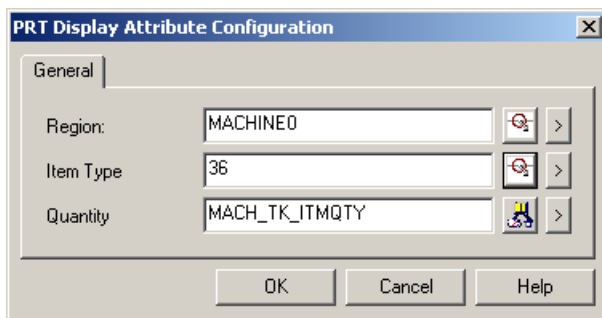 PRT Display Attribute Configuration
General
Region: MACHINE0 >
Item Type 36 >
Quantity MACH_TK_ITMQTY >
OK Cancel Help